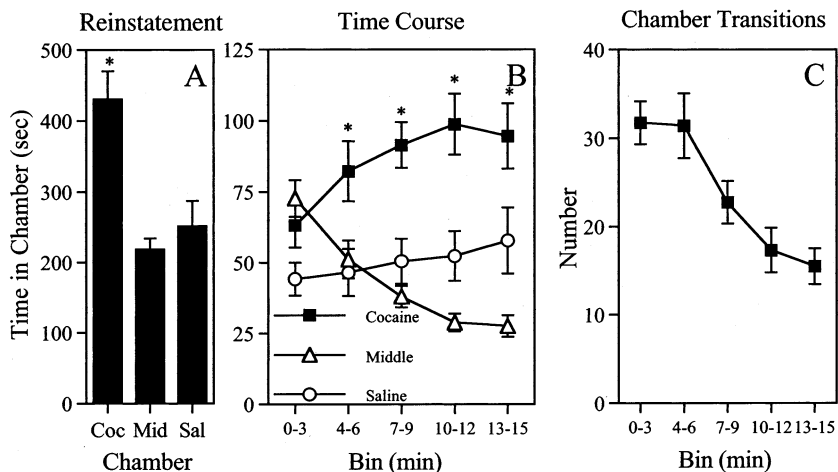 Reinstatement
Time Course
Chamber Transitions
A
B
C
Time in Chamber (sec)
500
400
300
200
100
0
*
Coc Mid Sal
Chamber
125
100
75
50
25
0
* * * *
Cocaine
Middle
Saline
0-3 4-6 7-9 10-12 13-15
Bin (min)
Number
40
30
20
10
0
0-3 4-6 7-9 10-12 13-15
Bin (min)